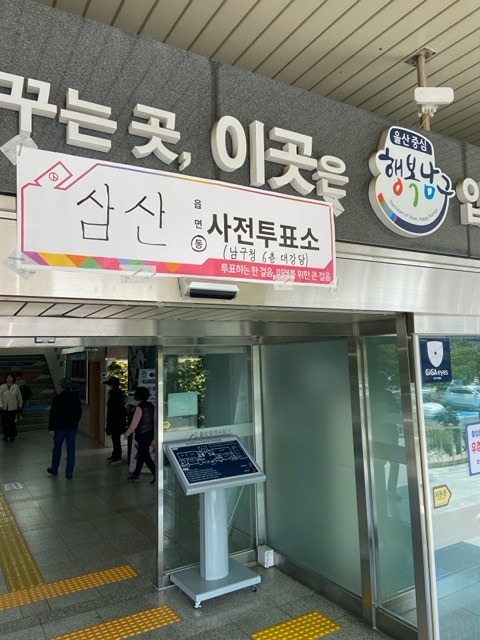 꾸는 곳, 이곳은
울산중심
행복남구
삼산
읍
면
동
사전투표소
(남구청 6층 대강당)
투표하는 한 걸음, 미래를 위한 큰 걸음
GiGAeyes